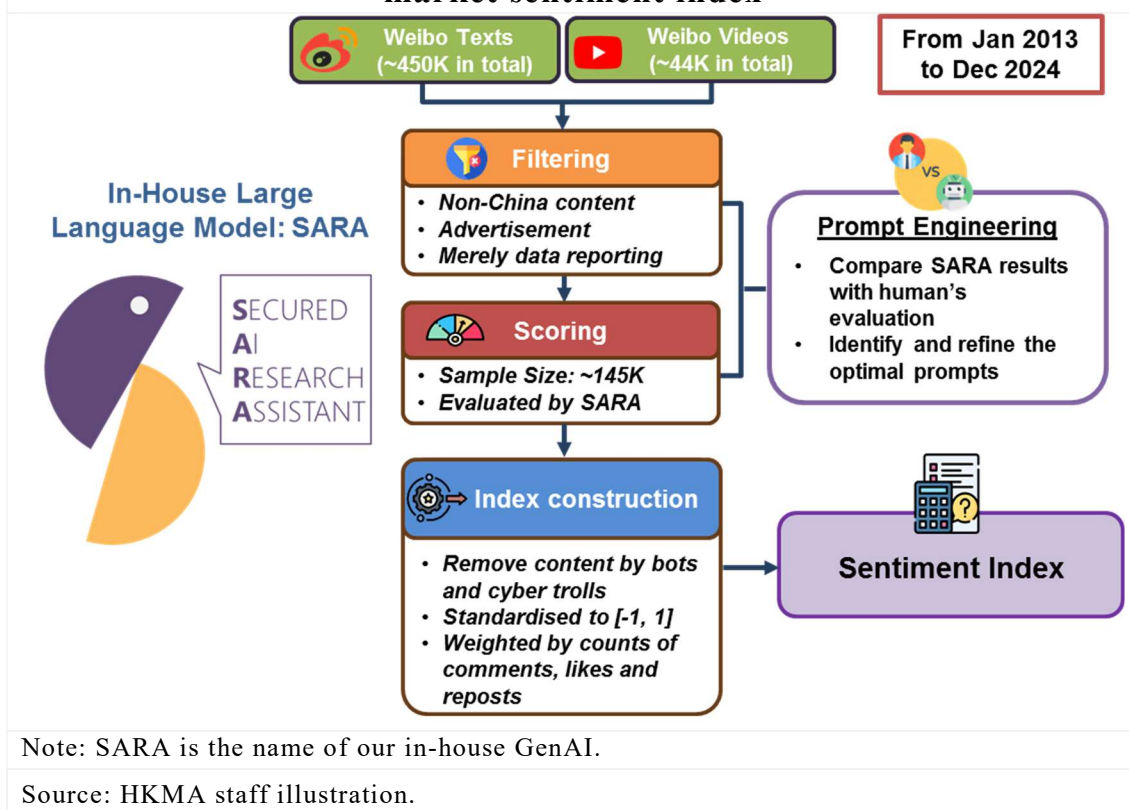 market sentiment index
Weibo Texts
(~450K in total)
Weibo Videos
(~44K in total)
From Jan 2013
to Dec 2024
Filtering
• Non-China content
• Advertisement
• Merely data reporting
In-House Large
Language Model: SARA
SECURED
AI
RESEARCH
ASSISTANT
VS
Prompt Engineering
• Compare SARA results
with human's
evaluation
• Identify and refine the
optimal prompts
Scoring
• Sample Size: ~145K
• Evaluated by SARA
Index construction
• Remove content by bots
and cyber trolls
• Standardised to [-1, 1]
• Weighted by counts of
comments, likes and
reposts
?
Sentiment Index
Note: SARA is the name of our in-house GenAI.
Source: HKMA staff illustration.